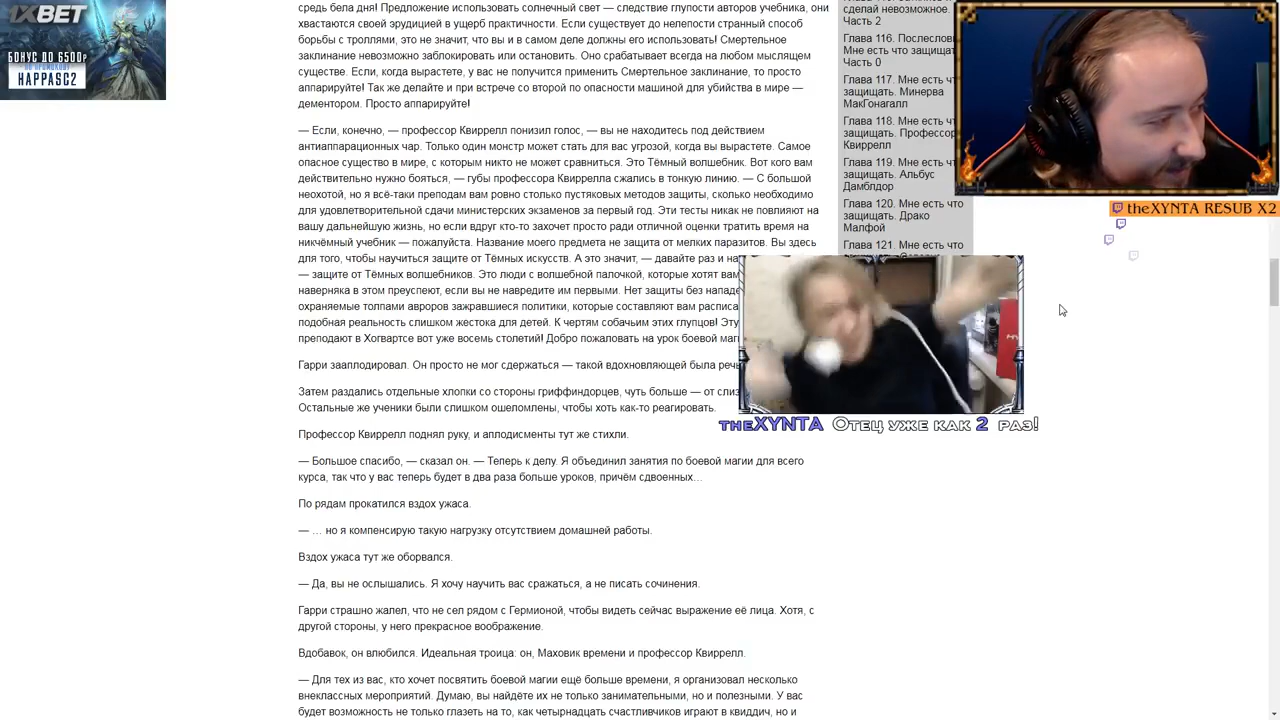 1XBET
БОНУС ДО 6500₽
HAPPASC2
средь бела дня! Предложение использовать солнечный свет — следствие глупости авторов учебника, они
хвастаются своей эрудицией в ущерб практичности. Если существует до нелепости странный способ
борьбы с троллями, это не значит, что вы и в самом деле должны его использовать! Смертельное
заклинание невозможно заблокировать или остановить. Оно срабатывает всегда на любом мыслящем
существе. Если, когда вырастете, у вас не получится применить Смертельное заклинание, то просто
аппарируйте! Так же делайте и при встрече со второй по опасности машиной для убийства в мире —
дементором. Просто аппарируйте!
— Если, конечно, — профессор Квиррелл понизил голос, — вы не находитесь под действием
антиаппарационных чар. Только один монстр может стать для вас угрозой, когда вы вырастете. Самое
опасное существо в мире, с которым никто не может сравниться. Это Тёмный волшебник. Вот кого вам
действительно нужно бояться, — губы профессора Квиррелла сжались в тонкую линию. — С большой
неохотой, но я всё-таки преподам вам ровно столько пустяковых методов защиты, сколько необходимо
для удовлетворительной сдачи министерских экзаменов за первый год. Эти тесты никак не повлияют на
вашу дальнейшую жизнь, но если вдруг кто-то захочет просто ради отличной оценки тратить время на
никчёмный учебник — пожалуйста. Название моего предмета не защита от мелких паразитов. Вы здесь
для того, чтобы научиться защите от Тёмных искусств. А это значит, — давайте раз и на
— защите от Тёмных волшебников. Это люди с волшебной палочкой, которые хотят вам
наверняка в этом преуспеют, если вы не навредите им первыми. Нет защиты без напад
охраняемые толпами авроров зажравшиеся политики, которые составляют вам расписа
подобная реальность слишком жестока для детей. К чертям собачьим этих глупцов! Эту
преподают в Хогвартсе вот уже восемь столетий! Добро пожаловать на урок боевой маг
Гарри зааплодировал. Он просто не мог сдержаться — такой вдохновляющей была речь
Затем раздались отдельные хлопки со стороны гриффиндорцев, чуть больше — от слиз
Остальные же ученики были слишком ошеломлены, чтобы хоть как-то реагировать.
Профессор Квиррелл поднял руку, и аплодисменты тут же стихли.
— Большое спасибо, — сказал он. — Теперь к делу. Я объединил занятия по боевой магии для всего
курса, так что у вас теперь будет в два раза больше уроков, причём сдвоенных…
По рядам прокатился вздох ужаса.
— … но я компенсирую такую нагрузку отсутствием домашней работы.
Вздох ужаса тут же оборвался.
— Да, вы не ослышались. Я хочу научить вас сражаться, а не писать сочинения.
Гарри страшно жалел, что не сел рядом с Гермионой, чтобы видеть сейчас выражение её лица. Хотя, с
другой стороны, у него прекрасное воображение.
Вдобавок, он влюбился. Идеальная троица: он, Маховик времени и профессор Квиррелл.
— Для тех из вас, кто хочет посвятить боевой магии ещё больше времени, я организовал несколько
внеклассных мероприятий. Думаю, вы найдёте их не только занимательными, но и полезными. У вас
будет возможность не только глазеть на то, как четырнадцать счастливчиков играют в квиддич, но и
сделай невозможное.
Часть 2
Глава 116. Послеслов
Мне есть что защищат
Часть 0
Глава 117. Мне есть чт
защищать. Минерва
МакГонагалл
Глава 118. Мне есть чт
защищать. Профессор
Квиррелл
Глава 119. Мне есть чт
защищать. Альбус
Дамблдор
Глава 120. Мне есть что
защищать. Драко
Малфой
Глава 121. Мне есть что
theXYNTA RESUB X2
theXYNTA Отец уже как 2 раз!